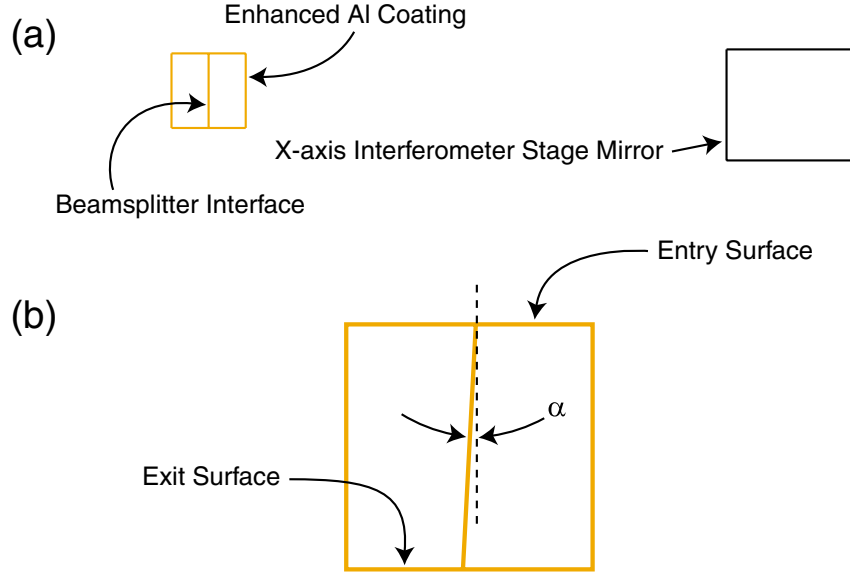 (a)
Enhanced Al Coating
X-axis Interferometer Stage Mirror
Beamsplitter Interface
Entry Surface
(b)
α
Exit Surface